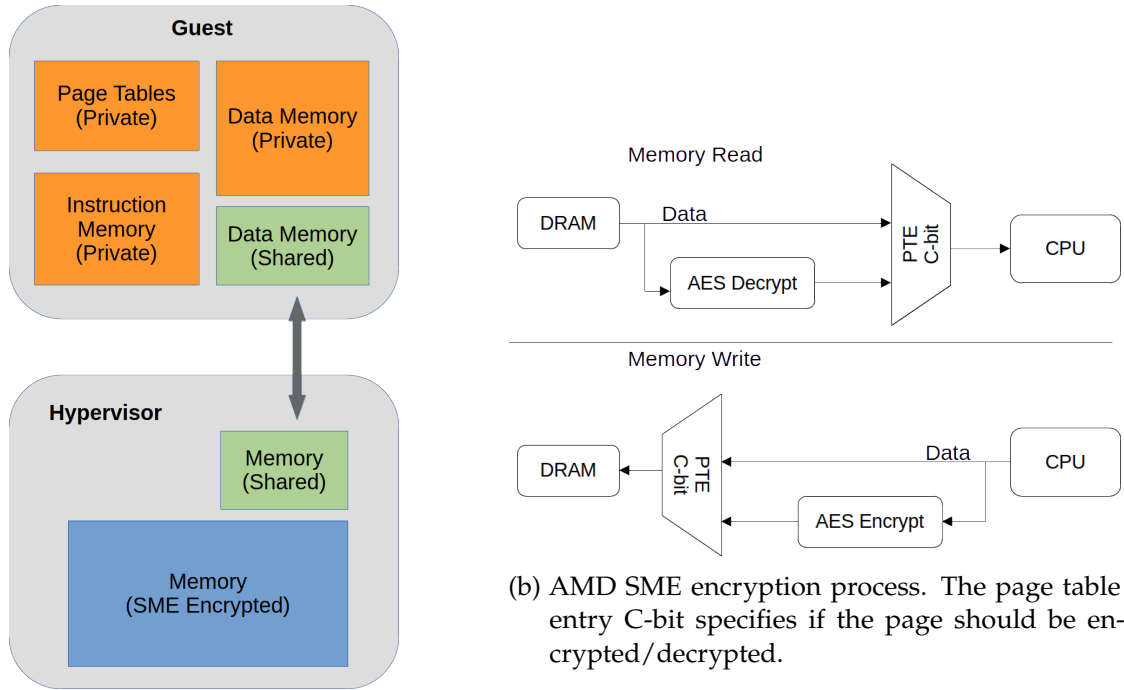 Guest
Page Tables
(Private)
Data Memory
(Private)
Instruction
Memory
(Private)
Data Memory
(Shared)
Hypervisor
Memory
(Shared)
Memory
(SME Encrypted)
Memory Read
DRAM
Data
AES Decrypt
PTE
C-bit
CPU
Memory Write
DRAM
PTE
C-bit
Data
AES Encrypt
CPU
(b) AMD SME encryption process. The page table
entry C-bit specifies if the page should be en-
crypted/decrypted.